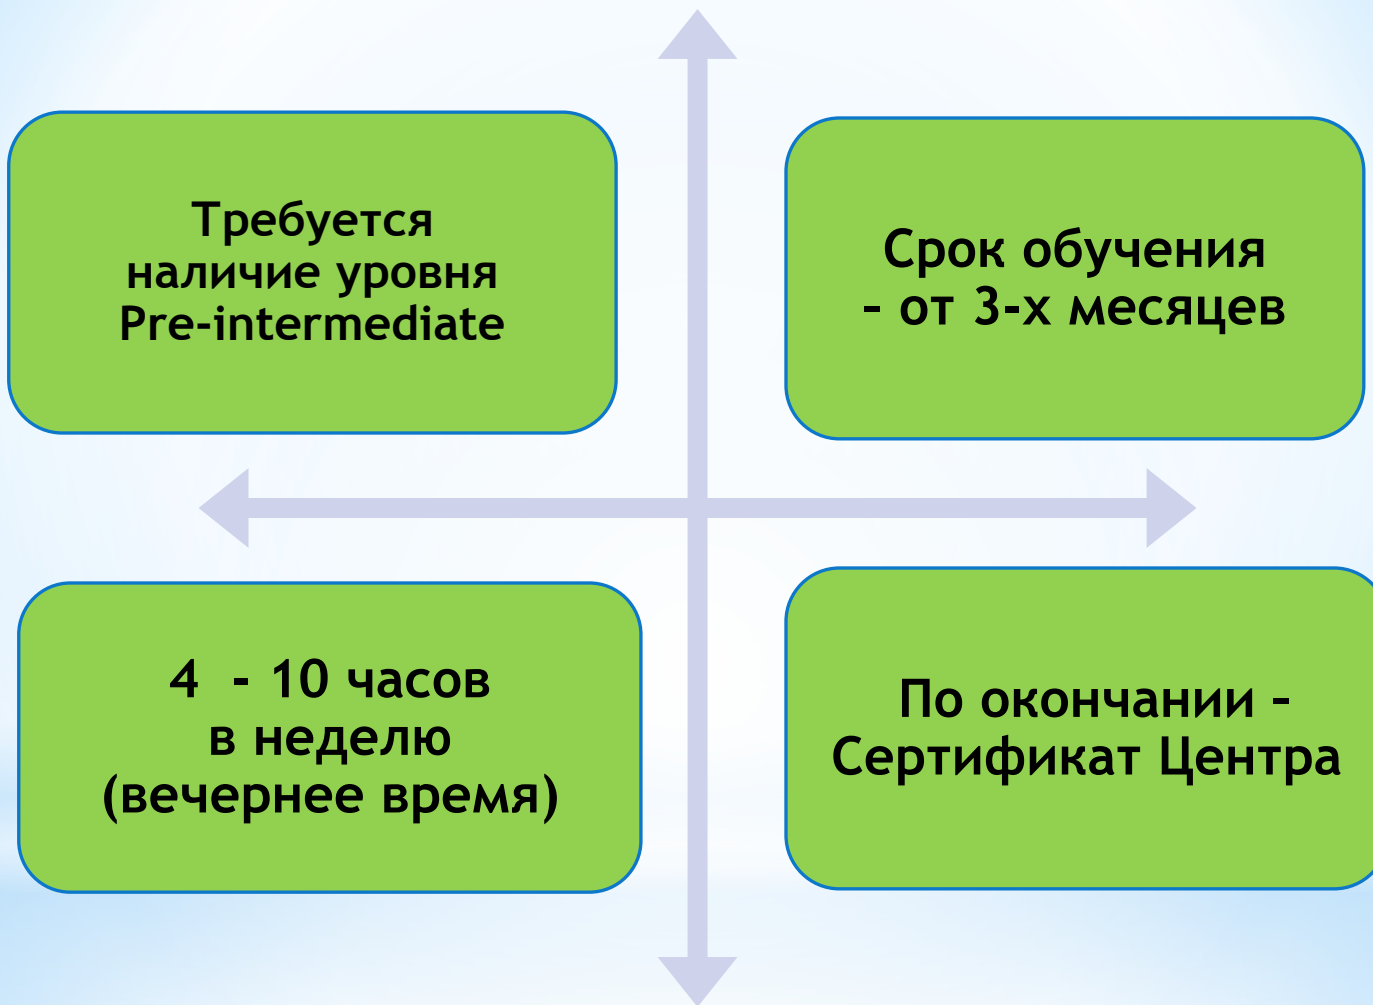 Требуется
наличие уровня
Pre-intermediate
Срок обучения
– от 3-х месяцев
4  - 10 часов
в неделю
(вечернее время)
По окончании –
Сертификат Центра